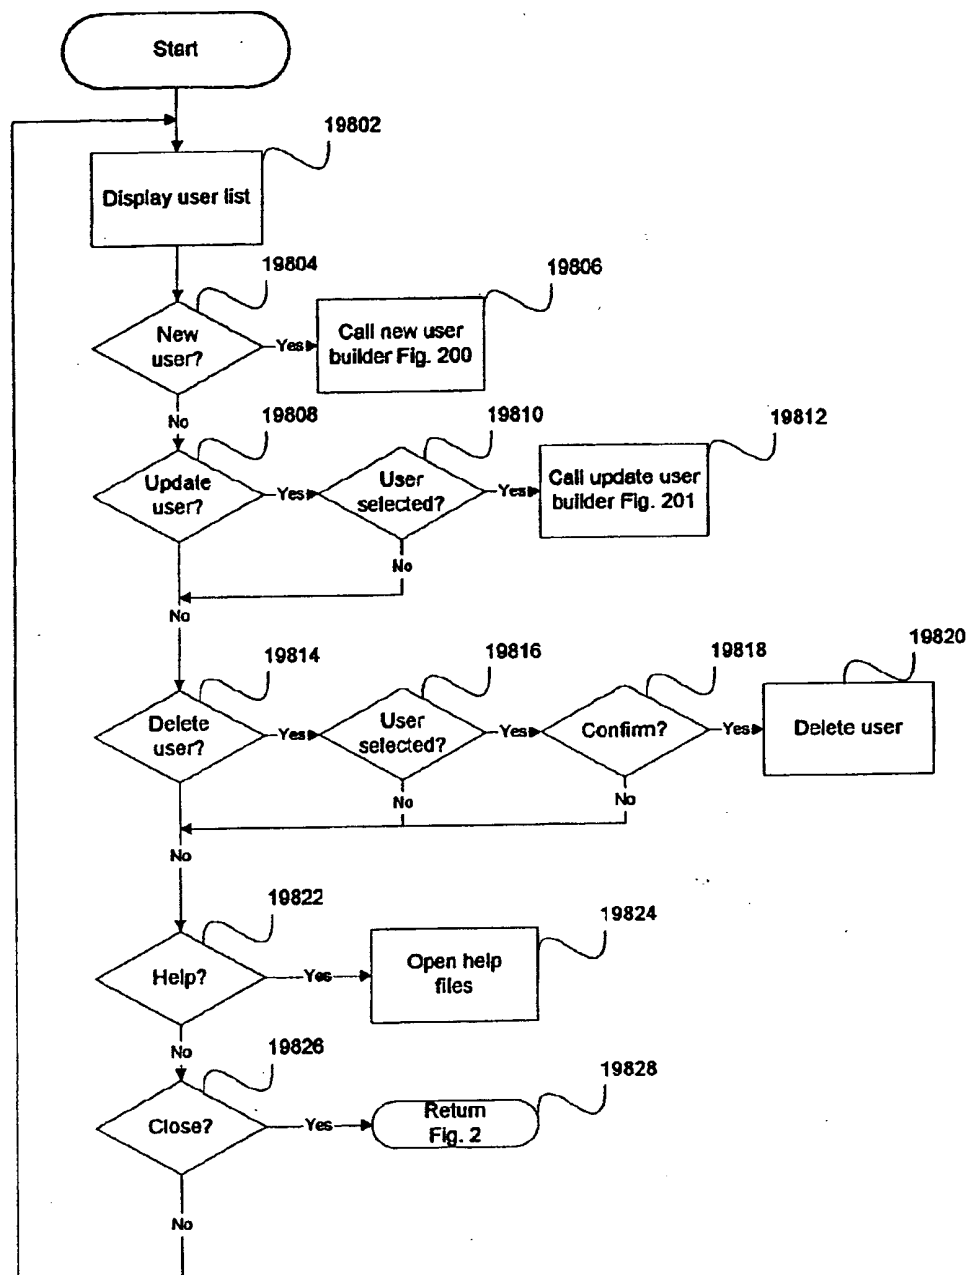 Start
19802
Display user list
19804
19806
New
user?
Yes
Call new user
builder Fig. 200
No
19808
19810
19812
Update
user?
Yes
User
selected?
Yes
Call update user
builder Fig. 201
No
No
19814
19816
19818
19820
Delete
user?
Yes
User
selected?
Yes
Confirm?
Yes
Delete user
No
No
No
19822
19824
Help?
Yes
Open help
files
No
19826
19828
Close?
Yes
Return
Fig. 2
No